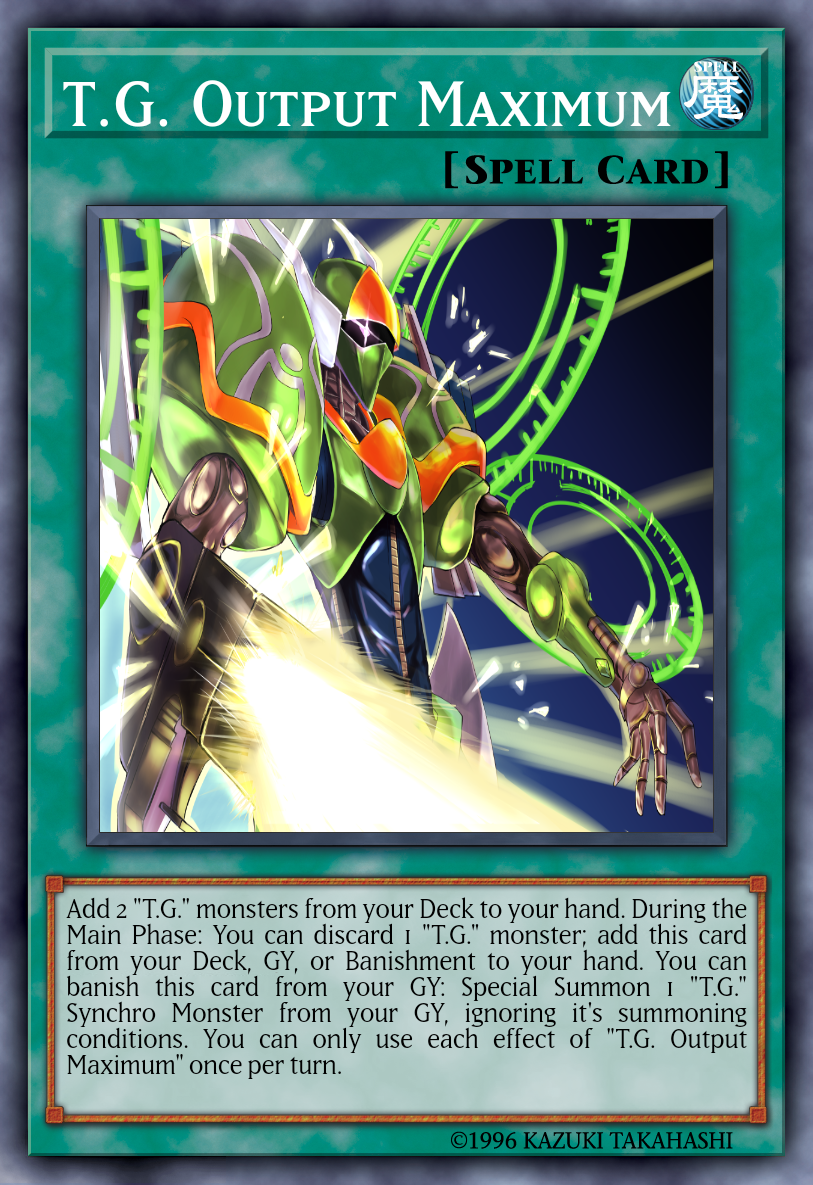 T.G. Output Maximum
SPELL
魔
[Spell Card]
Add 2 "T.G." monsters from your Deck to your hand. During the
Main Phase: You can discard 1 "T.G." monster; add this card
from your Deck, GY, or Banishment to your hand. You can
banish this card from your GY: Special Summon 1 "T.G."
Synchro Monster from your GY, ignoring it's summoning
conditions. You can only use each effect of "T.G. Output
Maximum" once per turn.
©1996 KAZUKI TAKAHASHI